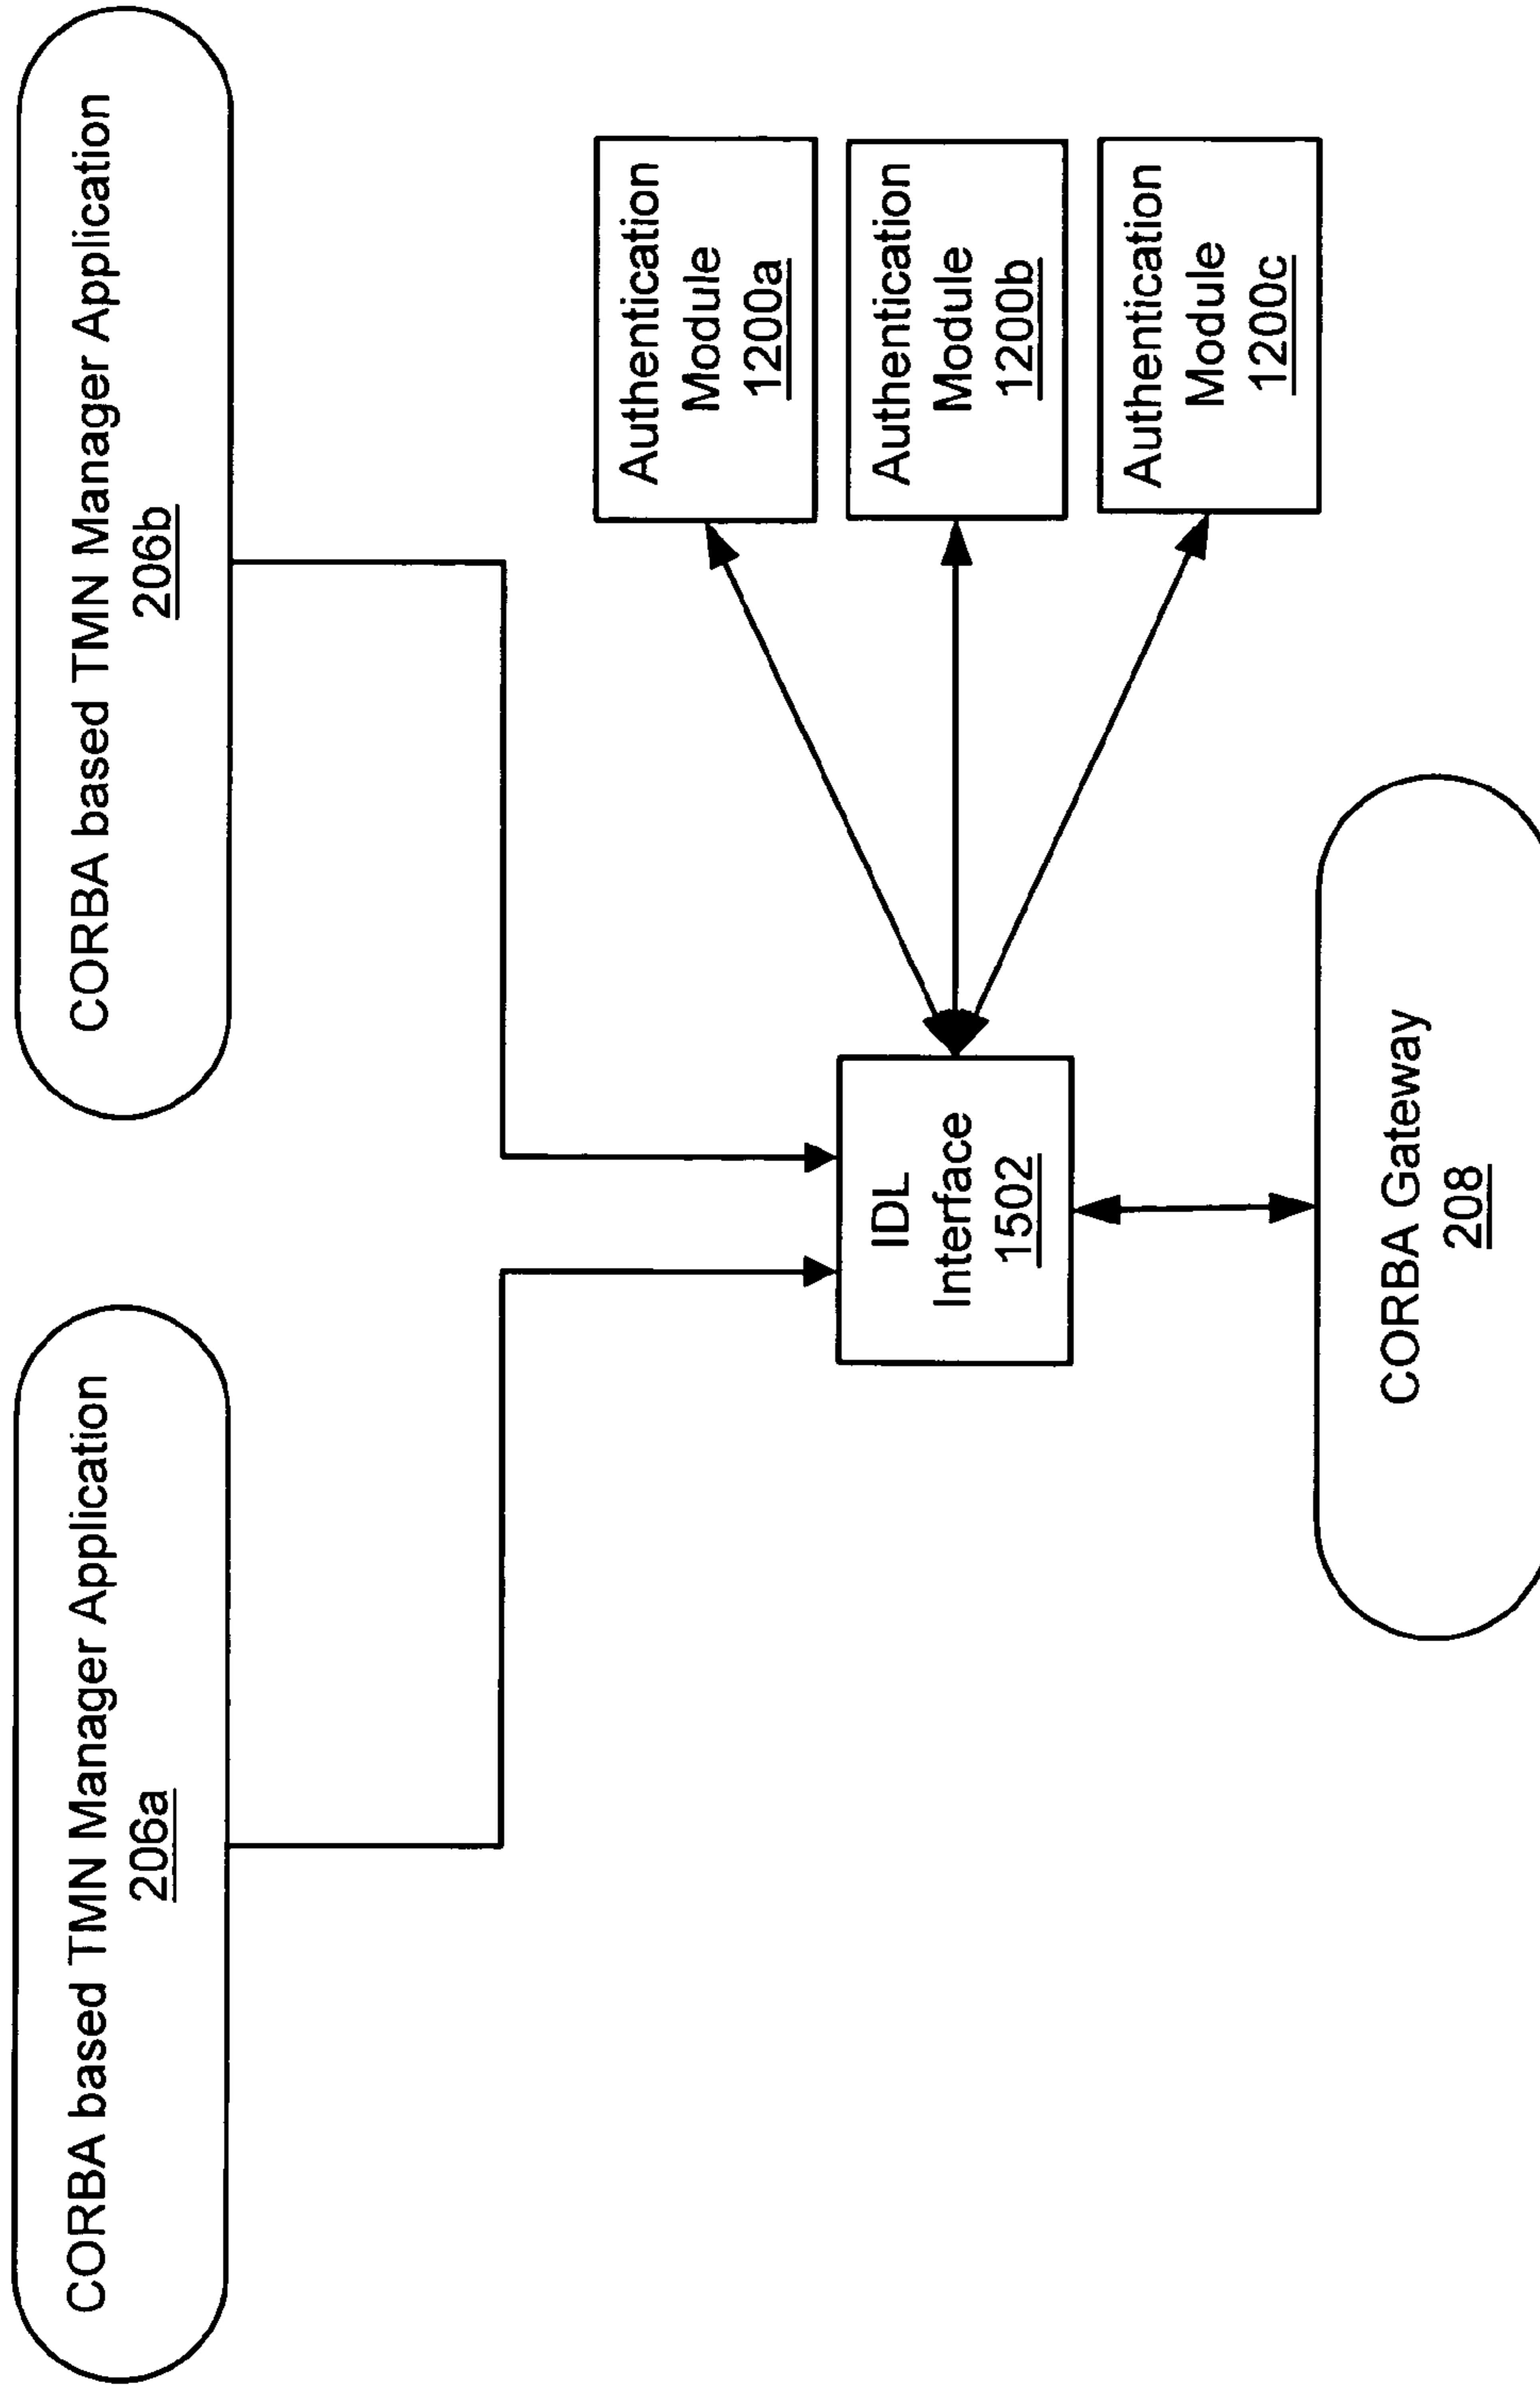 CORBA based TMN Manager Application
206a
CORBA based TMN Manager Application
206b
Authentication
Module
1200a
IDL
Interface
1502
Authentication
Module
1200b
Authentication
Module
1200c
CORBA Gateway
208